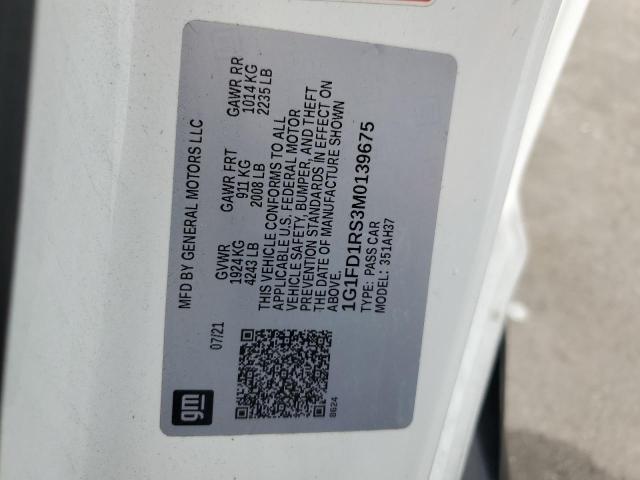 MFD BY GENERAL MOTORS LLC
07/21
GVWR GAWR FRT GAWR RR
1924 KG 911 KG 1014 KG
4243 LB 2008 LB 2235 LB
THIS VEHICLE CONFORMS TO ALL
APPLICABLE U.S. FEDERAL MOTOR
VEHICLE SAFETY, BUMPER, AND THEFT
PREVENTION STANDARDS IN EFFECT ON
THE DATE OF MANUFACTURE SHOWN
ABOVE.
1G1FD1RS3M0139675
TYPE: PASS CAR
MODEL: 351AH37
gm
8624